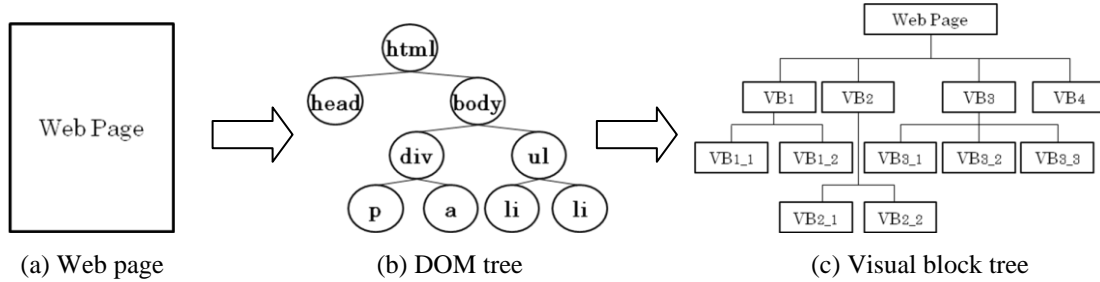 Web Page
(a) Web page
html
head
body
div
ul
p
a
li
li
(b) DOM tree
Web Page
VB1
VB2
VB3
VB4
VB1_1
VB1_2
VB3_1
VB3_2
VB3_3
VB2_1
VB2_2
(c) Visual block tree